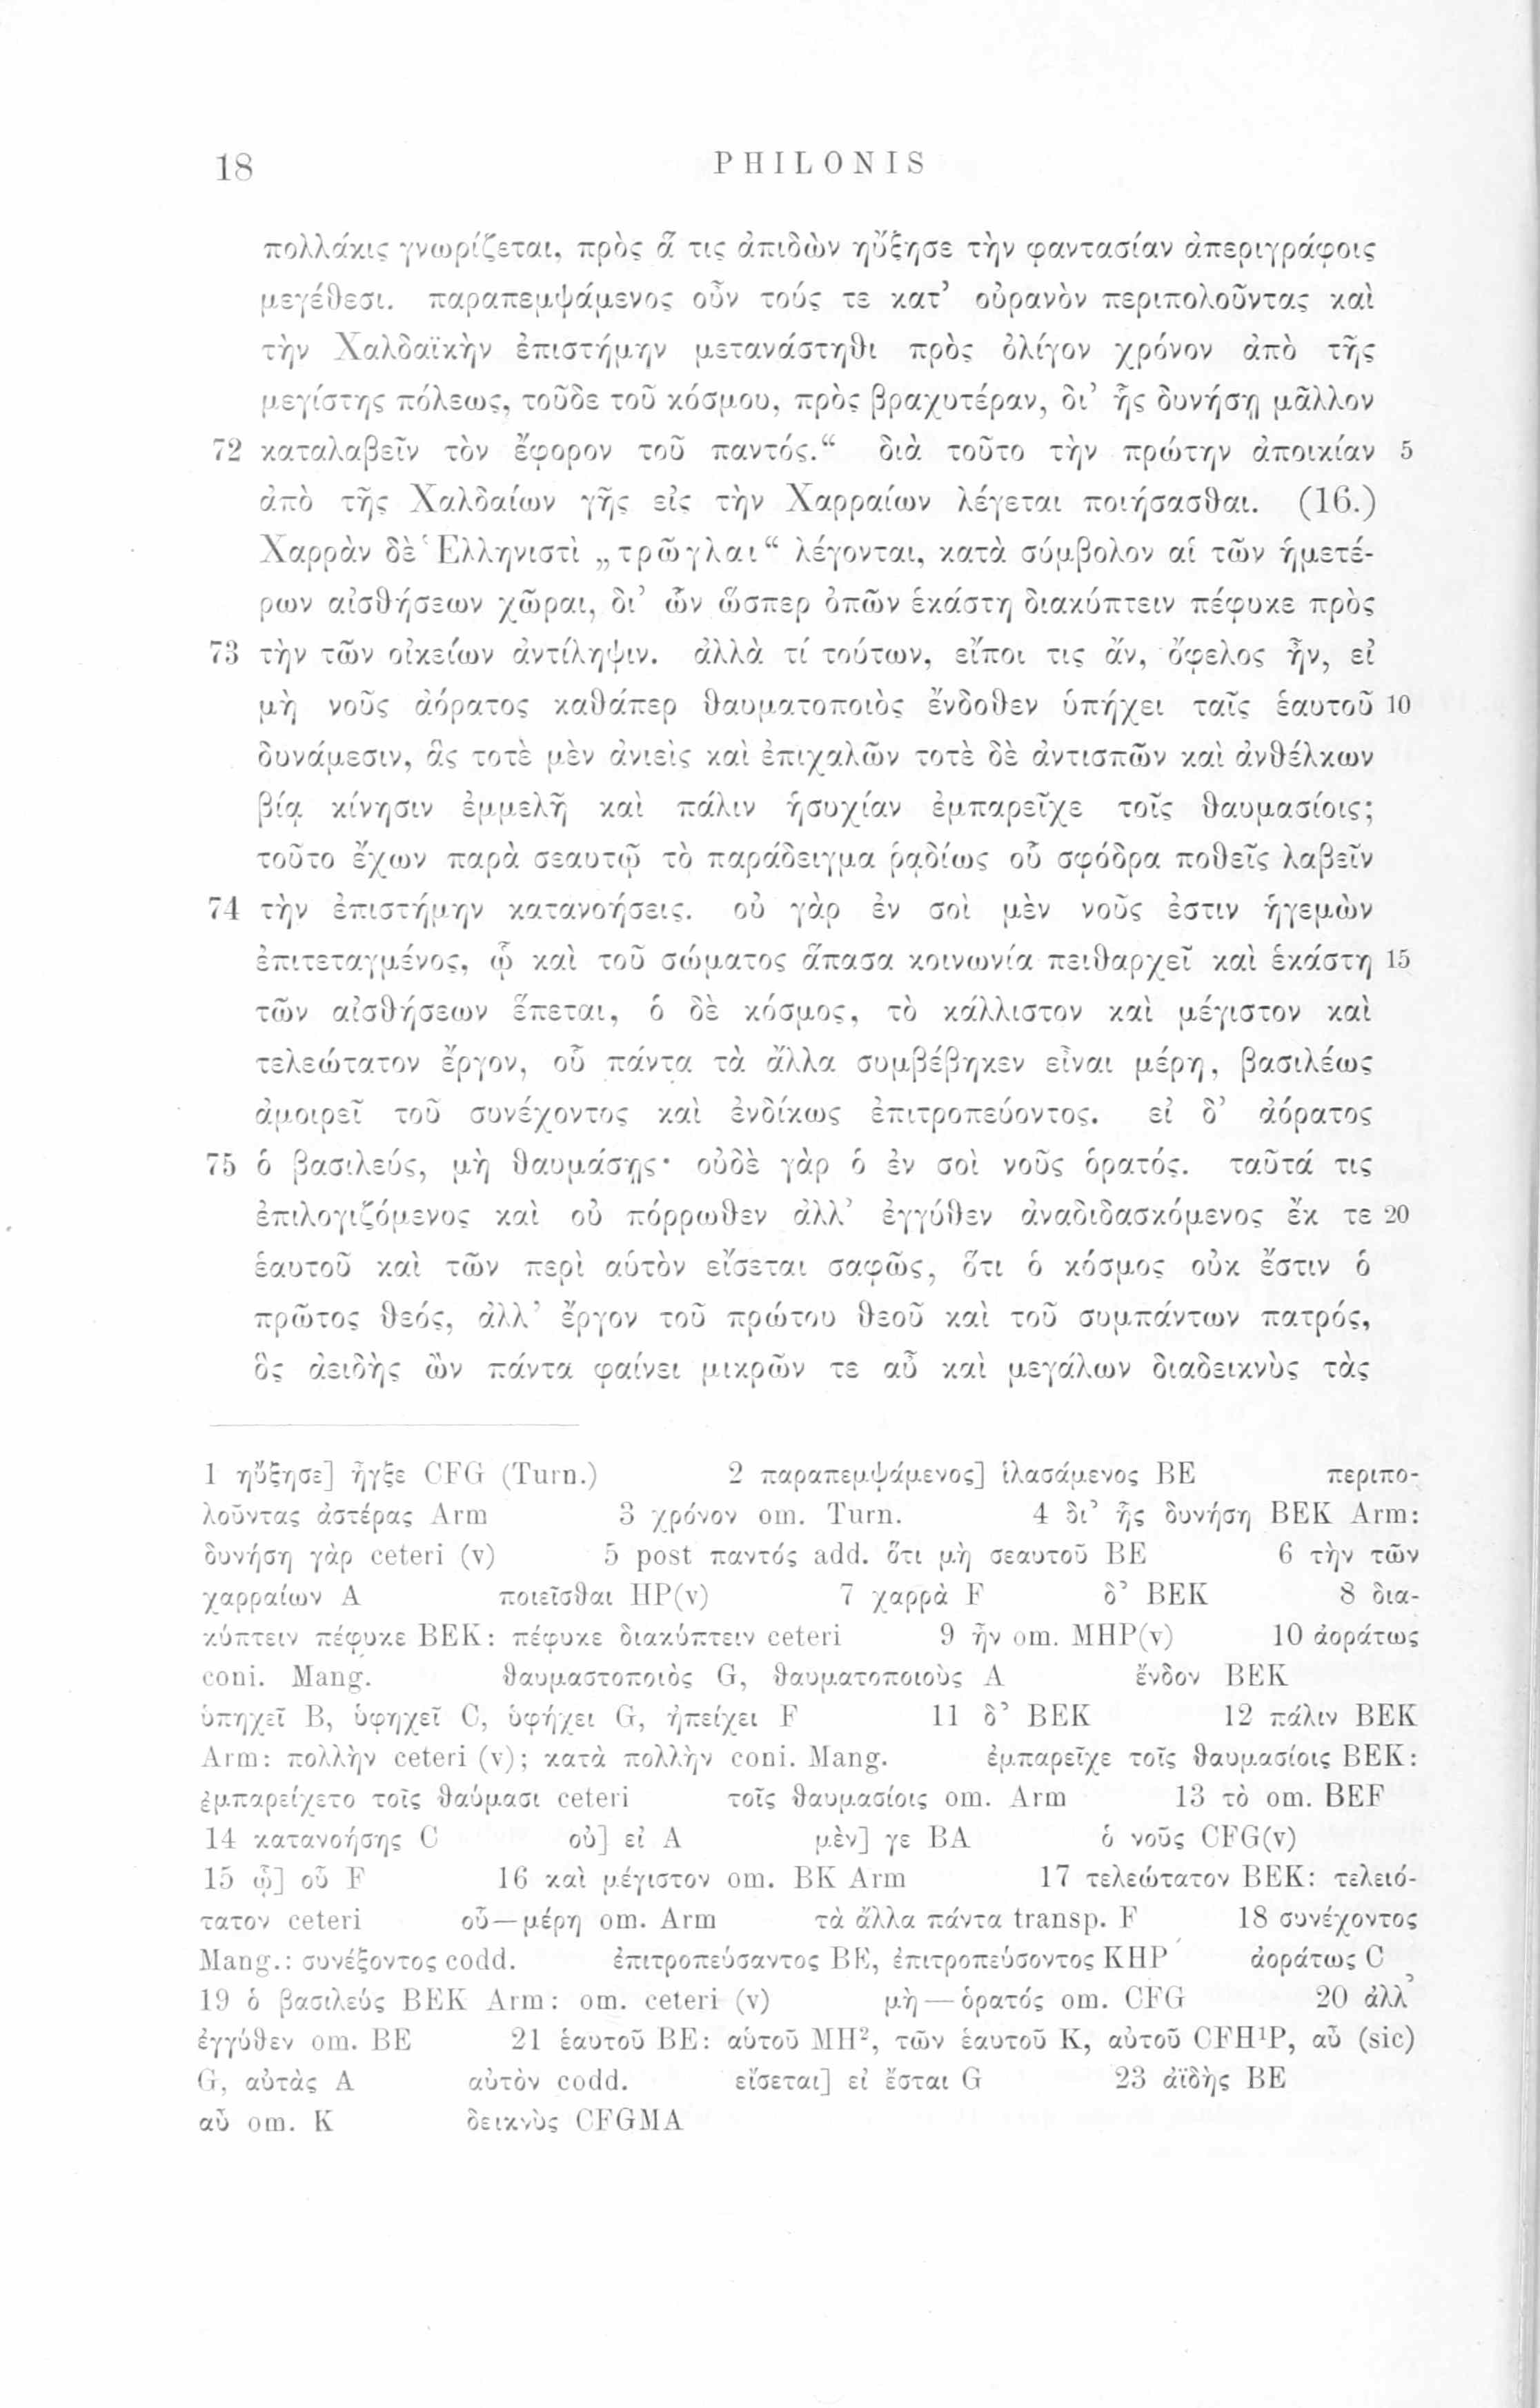 18 PHILONIS
πολλάκις γνωρίζεται, πρὸς ἅ τις ἀπιδὼν ηὔξησε τὴν φαντασίαν ἀπεριγράφοις
μεγέθεσι. παραπεμψάμενος οὖν τούς τε κατ’ οὐρανὸν περιπολοῦντας καὶ
τὴν Χαλδαϊκὴν ἐπιστήμην μετανάστηθι πρὸς ὀλίγον χρόνον ἀπὸ τῆς
μεγίστης πόλεως, τοῦδε τοῦ κόσμου, πρὸς βραχυτέραν, δι’ ἧς δυνήσῃ μᾶλλον
72 καταλαβεῖν τὸν ἔφορον τοῦ παντός.“ διὰ τοῦτο τὴν πρώτην ἀποικίαν 5
ἀπὸ τῆς Χαλδαίων γῆς εἰς τὴν Χαρραίων λέγεται ποιήσασθαι. (16.)
Χαρρὰν δὲ Ἑλληνιστὶ „τρῶγλαι“ λέγονται, κατὰ σύμβολον αἱ τῶν ἡμετέ-
ρων αἰσθήσεων χῶραι, δι’ ὧν ὥσπερ ὀπῶν ἑκάστη διακύπτειν πέφυκε πρὸς
73 τὴν τῶν οἰκείων ἀντίληψιν. ἀλλὰ τί τούτων, εἴποι τις ἄν, ὄφελος ἦν, εἰ
μὴ νοῦς ἀόρατος καθάπερ θαυματοποιὸς ἔνδοθεν ὑπήχει ταῖς ἑαυτοῦ 10
δυνάμεσιν, ἃς τοτὲ μὲν ἀνιεὶς καὶ ἐπιχαλῶν τοτὲ δὲ ἀντισπῶν καὶ ἀνθέλκων
βίᾳ κίνησιν ἐμμελῆ καὶ πάλιν ἡσυχίαν ἐμπαρεῖχε τοῖς θαυμασίοις;
τοῦτο ἔχων παρὰ σεαυτῷ τὸ παράδειγμα ῥᾳδίως οὗ σφόδρα ποθεῖς λαβεῖν
74 τὴν ἐπιστήμην κατανοήσεις. οὐ γὰρ ἐν σοὶ μὲν νοῦς ἐστιν ἡγεμὼν
ἐπιτεταγμένος, ᾧ καὶ τοῦ σώματος ἅπασα κοινωνία πειθαρχεῖ καὶ ἑκάστη 15
τῶν αἰσθήσεων ἕπεται, ὁ δὲ κόσμος, τὸ κάλλιστον καὶ μέγιστον καὶ
τελεώτατον ἔργον, οὗ πάντα τὰ ἄλλα συμβέβηκεν εἶναι μέρη, βασιλέως
ἀμοιρεῖ τοῦ συνέχοντος καὶ ἐνδίκως ἐπιτροπεύοντος. εἰ δ’ ἀόρατος
75 ὁ βασιλεύς, μὴ θαυμάσῃς· οὐδὲ γὰρ ὁ ἐν σοὶ νοῦς ὁρατός. ταῦτά τις
ἐπιλογιζόμενος καὶ οὐ πόρρωθεν ἀλλ’ ἐγγύθεν ἀναδιδασκόμενος ἔκ τε 20
ἑαυτοῦ καὶ τῶν περὶ αὑτὸν εἴσεται σαφῶς, ὅτι ὁ κόσμος οὐκ ἔστιν ὁ
πρῶτος θεός, ἀλλ’ ἔργον τοῦ πρώτου θεοῦ καὶ τοῦ συμπάντων πατρός,
ὃς ἀειδὴς ὢν πάντα φαίνει μικρῶν τε αὖ καὶ μεγάλων διαδεικνὺς τὰς
1 ηὔξησε] ἦγξε CFG (Turn.) 2 παραπεμψάμενος] ἱλασάμενος BE περιπο-
λοῦντας ἀστέρας Arm 3 χρόνον om. Turn. 4 δι’ ἧς δυνήσῃ BEK Arm:
δυνήσῃ γὰρ ceteri (v) 5 post παντός add. ὅτι μὴ σεαυτοῦ BE 6 τὴν τῶν
χαρραίων A ποιεῖσθαι HP(v) 7 χαρρὰ F δ’ BEK 8 δια-
κύπτειν πέφυκε BEK: πέφυκε διακύπτειν ceteri 9 ἦν om. MHP(v) 10 ἀοράτως
coni. Mang. θαυμαστοποιὸς G, θαυματοποιοὺς A ἔνδον BEK
ὑπηχεῖ B, ὑφηχεῖ C, ὑφήχει G, ἠπείχει F 11 δ’ BEK 12 πάλιν BEK
Arm: πολλὴν ceteri (v); κατὰ πολλὴν coni. Mang. ἐμπαρεῖχε τοῖς θαυμασίοις BEK:
ἐμπαρείχετο τοῖς θαύμασι ceteri τοῖς θαυμασίοις om. Arm 13 τὸ om. BEF
14 κατανοήσῃς C οὐ] εἰ A μὲν] γε BA ὁ νοῦς CFG(v)
15 ᾧ] οὗ F 16 καὶ μέγιστον om. BK Arm 17 τελεώτατον BEK: τελειό-
τατον ceteri οὗ—μέρη om. Arm τὰ ἄλλα πάντα transp. F 18 συνέχοντος
Mang.: συνέξοντος codd. ἐπιτροπεύσαντος BE, ἐπιτροπεύσοντος KHP ἀοράτως C
19 ὁ βασιλεύς BEK Arm: om. ceteri (v) μὴ—ὁρατός om. CFG 20 ἀλλ’
ἐγγύθεν om. BE 21 ἑαυτοῦ BE: αὑτοῦ MH², τῶν ἑαυτοῦ K, αὐτοῦ CFH¹P, αὖ (sic)
G, αὐτὰς A αὐτὸν codd. εἴσεται] εἰ ἔσται G 23 ἀϊδὴς BE
αὖ om. K δεικνὺς CFGMA